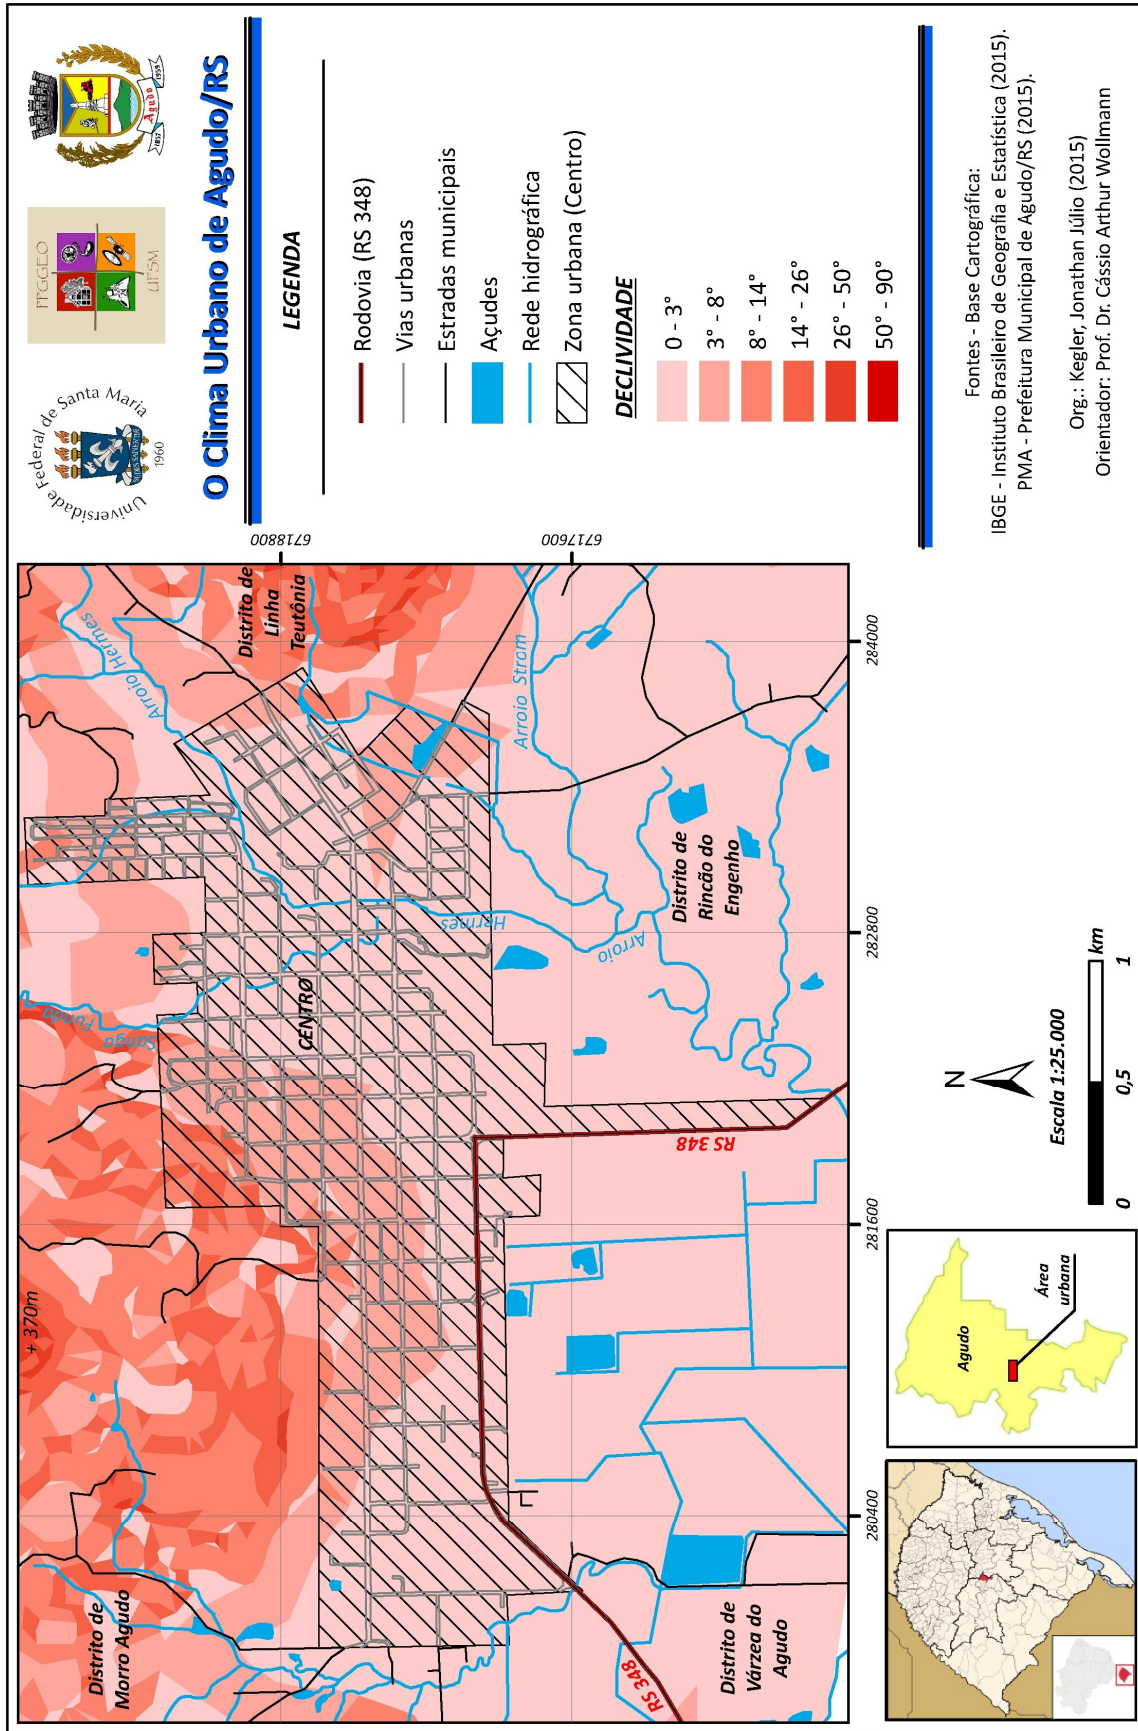 Universidade Federal de Santa Maria
1960
PPGGEO
UFSM
1857
Agudo
1959
O Clima Urbano de Agudo/RS
LEGENDA
Rodovia (RS 348)
Vias urbanas
Estradas municipais
Açudes
Rede hidrográfica
Zona urbana (Centro)
DECLIVIDADE
0 - 3°
3° - 8°
8° - 14°
14° - 26°
26° - 50°
50° - 90°
Fontes - Base Cartográfica:
IBGE - Instituto Brasileiro de Geografia e Estatística (2015).
PMA - Prefeitura Municipal de Agudo/RS (2015).
Org.: Kegler, Jonathan Júlio (2015)
Orientador: Prof. Dr. Cássio Arthur Wollmann
Distrito de
Morro Agudo
+ 370m
Sanga Funda
Arroio Hermes
Distrito de
Linha
Teutônia
CENTRO
Hermes
Arroio
Arroio Strom
Distrito de
Rincão do
Engenho
RS 348
RS 348
Distrito de
Várzea do
Agudo
6718800
6717600
280400
281600
282800
284000
Agudo
Área
urbana
N
Escala 1:25.000
0
0,5
1
km